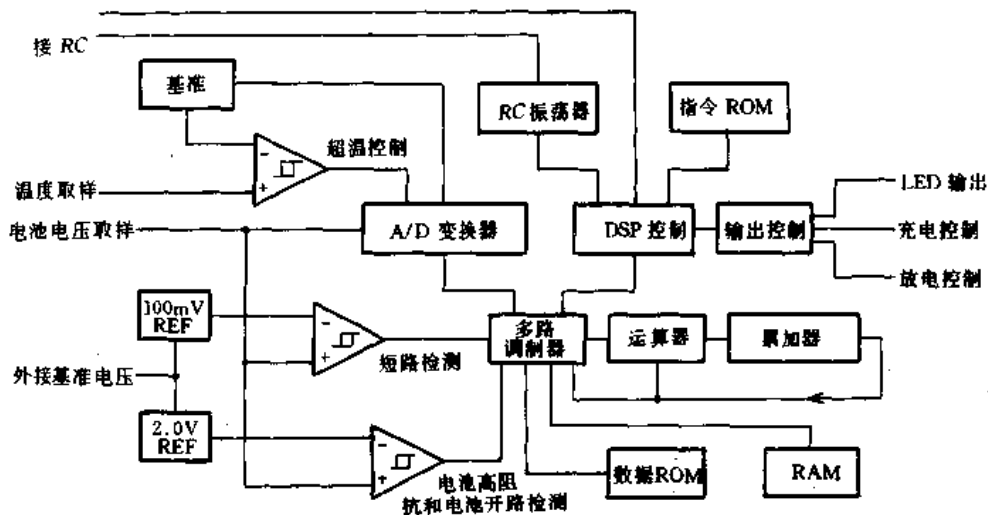 接 RC
基准
RC 振荡器
指令 ROM
-
+
超温控制
温度取样
LED 输出
电池电压取样
A/D 变换器
DSP 控制
输出控制
充电控制
放电控制
100mV
REF
-
+
多路
调制器
运算器
累加器
短路检测
外接基准电压
2.0V
REF
-
+
电池高阻
抗和电池开路检测
数据ROM
RAM